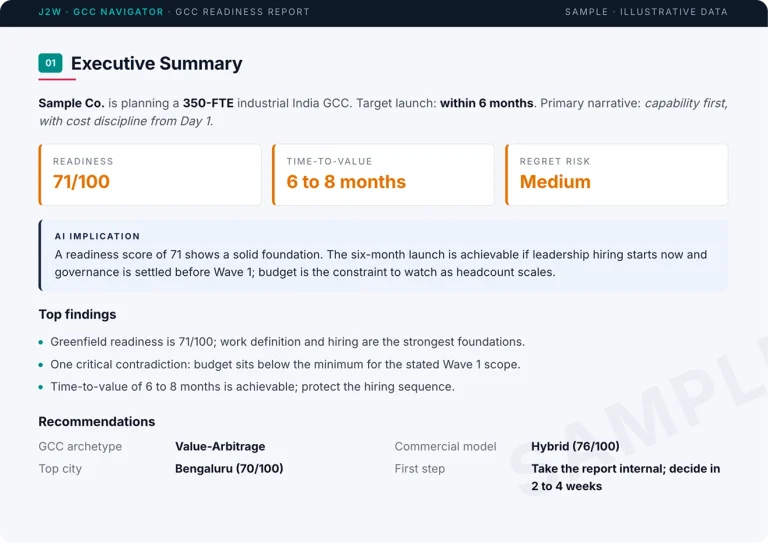 J2W · GCC NAVIGATOR · GCC READINESS REPORT
SAMPLE · ILLUSTRATIVE DATA
01 Executive Summary
Sample Co. is planning a 350-FTE industrial India GCC. Target launch: within 6 months. Primary narrative: capability first,
with cost discipline from Day 1.
READINESS
71/100
TIME-TO-VALUE
6 to 8 months
REGRET RISK
Medium
AI IMPLICATION
A readiness score of 71 shows a solid foundation. The six-month launch is achievable if leadership hiring starts now and
governance is settled before Wave 1; budget is the constraint to watch as headcount scales.
Top findings
• Greenfield readiness is 71/100; work definition and hiring are the strongest foundations.
• One critical contradiction: budget sits below the minimum for the stated Wave 1 scope.
• Time-to-value of 6 to 8 months is achievable; protect the hiring sequence.
Recommendations
GCC archetype Value-Arbitrage
Commercial model Hybrid (76/100)
Top city Bengaluru (70/100)
First step Take the report internal; decide in
2 to 4 weeks
SAMPLE